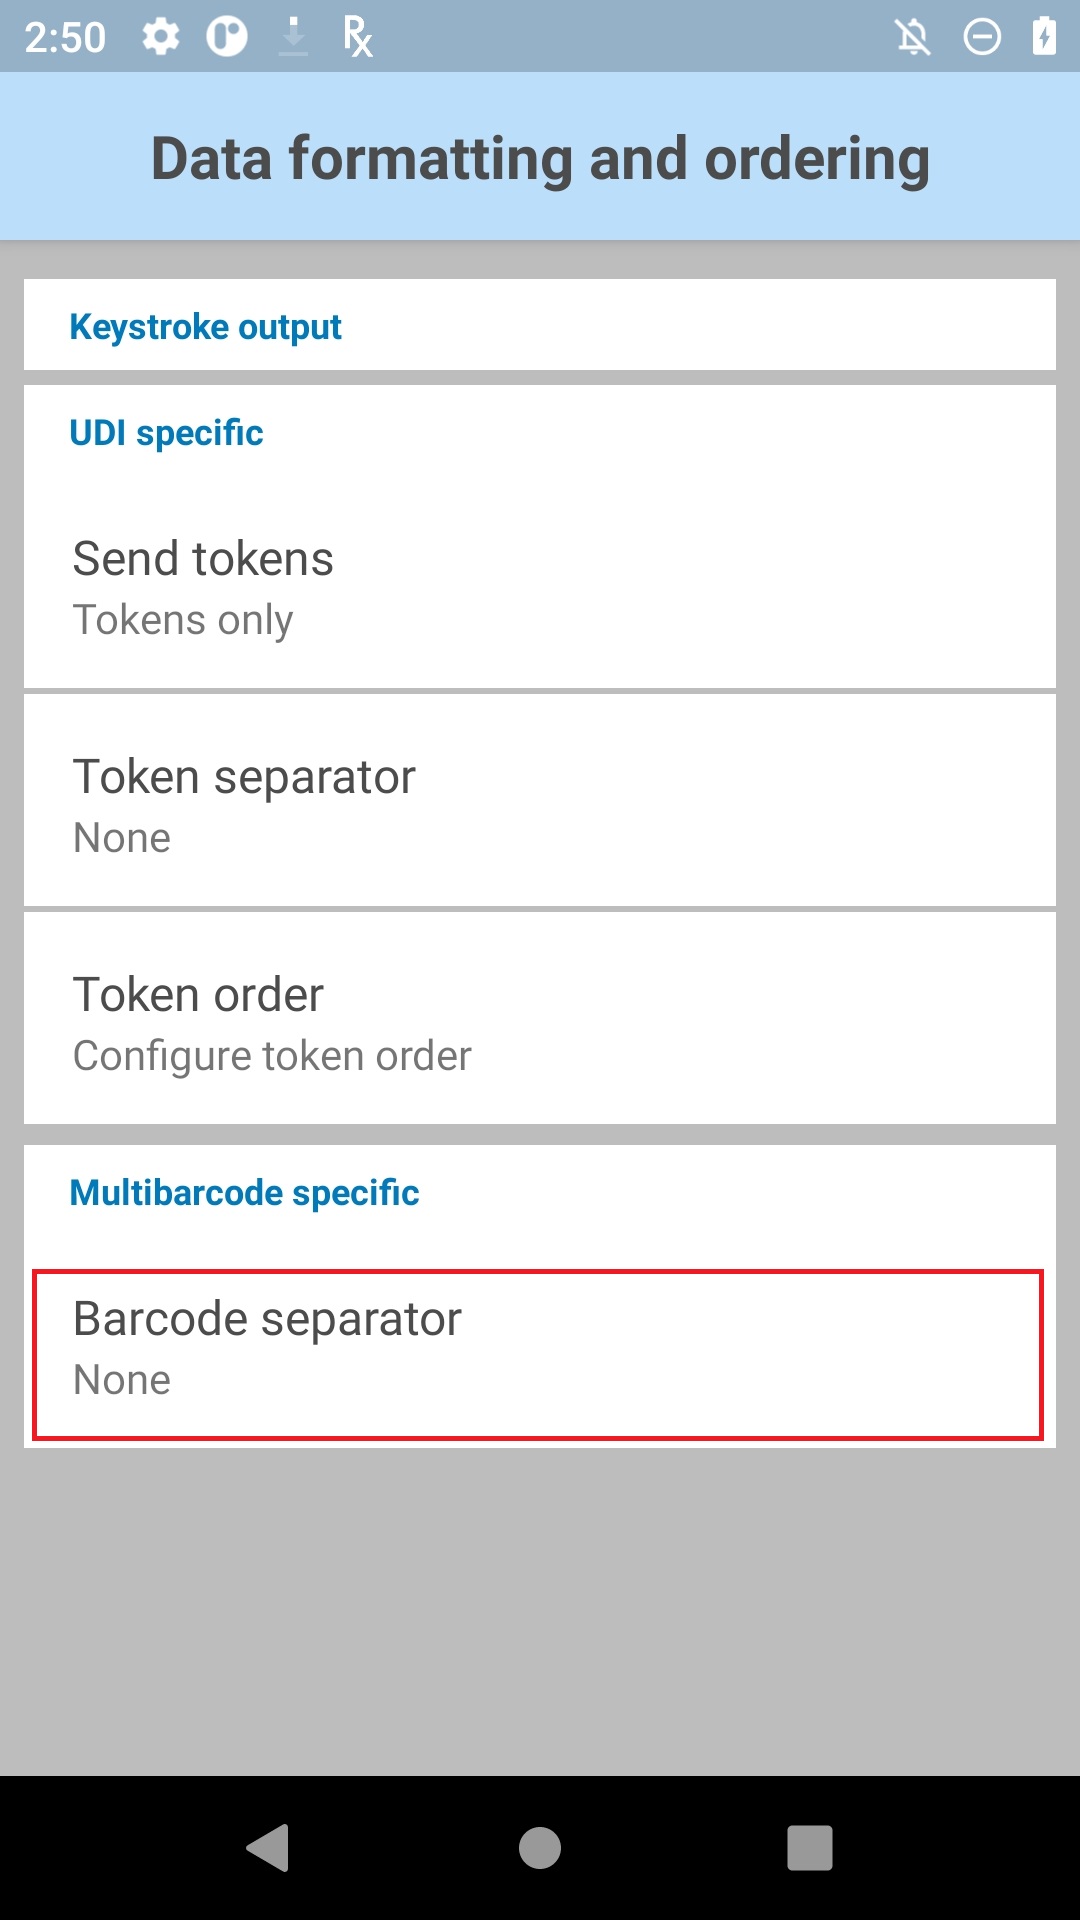 2:50
Data formatting and ordering
Keystroke output
UDI specific
Send tokens
Tokens only
Token separator
None
Token order
Configure token order
Multibarcode specific
Barcode separator
None